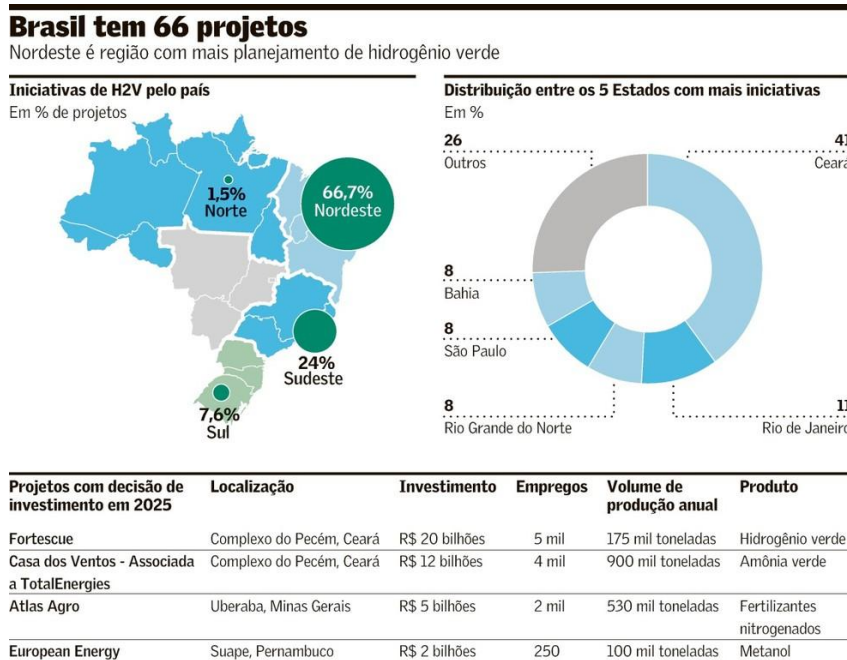 Brasil tem 66 projetos
Nordeste é região com mais planejamento de hidrogênio verde
Iniciativas de H2V pelo país
Em % de projetos
1,5%
Norte
66,7%
Nordeste
24%
Sudeste
7,6%
Sul
Distribuição entre os 5 Estados com mais iniciativas
Em %
26
Outros
41
Ceará
8
Bahia
8
São Paulo
8
Rio Grande do Norte
11
Rio de Janeiro
Projetos com decisão de investimento em 2025 Localização Investimento Empregos Volume de produção anual Produto
Fortescue Complexo do Pecém, Ceará R$ 20 bilhões 5 mil 175 mil toneladas Hidrogênio verde
Casa dos Ventos - Associada a TotalEnergies Complexo do Pecém, Ceará R$ 12 bilhões 4 mil 900 mil toneladas Amônia verde
Atlas Agro Uberaba, Minas Gerais R$ 5 bilhões 2 mil 530 mil toneladas Fertilizantes nitrogenados
European Energy Suape, Pernambuco R$ 2 bilhões 250 100 mil toneladas Metanol